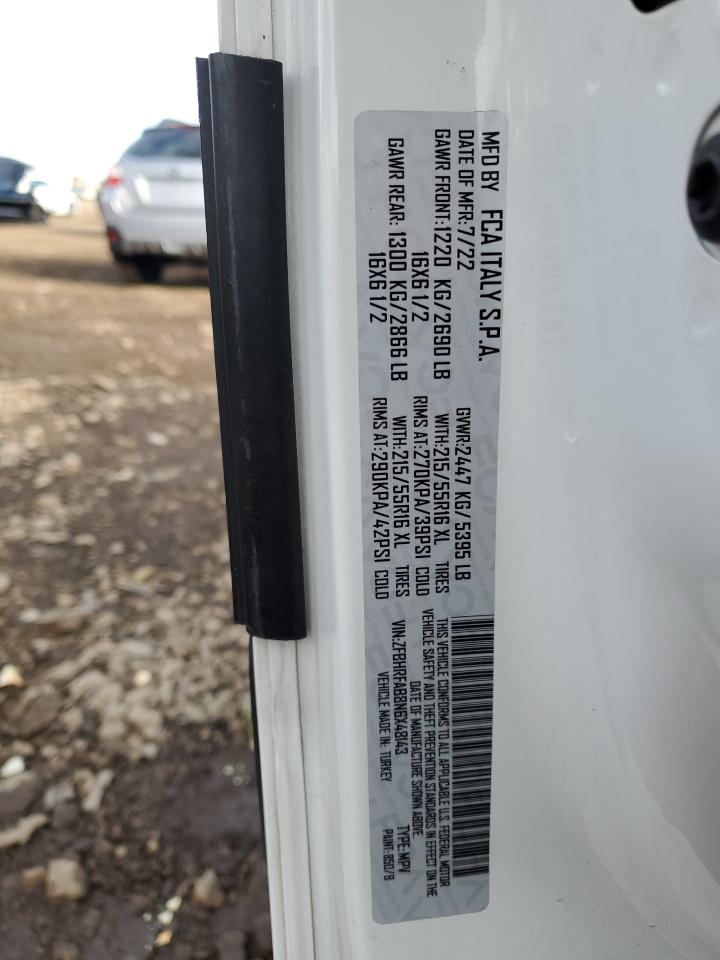 MFD BY FCA ITALY S.P.A.
DATE OF MFR:7/22 GVWR:2447 KG/5395 LB
GAWR FRONT:1220 KG/2690 LB WITH:215/55R16 XL TIRES
16X6 1/2 RIMS AT:270KPA/39PSI COLD
GAWR REAR: 1300 KG/2866 LB WITH:215/55R16 XL TIRES
16X6 1/2 RIMS AT:290KPA/42PSI COLD
THIS VEHICLE CONFORMS TO ALL APPLICABLE U.S. FEDERAL MOTOR
VEHICLE SAFETY AND THEFT PREVENTION STANDARDS IN EFFECT ON THE
DATE OF MANUFACTURE SHOWN ABOVE.
VIN:ZFBHRFAB8N6X48143 TYPE:MPV
VEHICLE MADE IN: TURKEY PAINT: 850/B